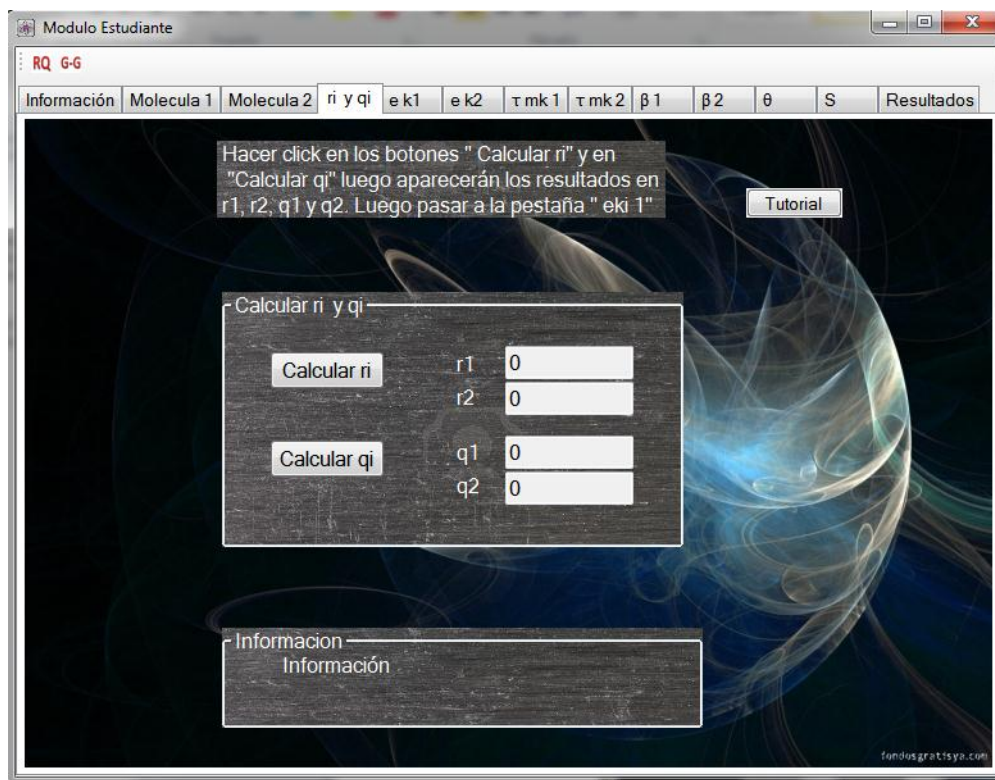 Modulo Estudiante
RQ G-G
Información Molecula 1 Molecula 2 ri y qi e k1 e k2 τ mk 1 τ mk 2 β 1 β 2 θ S Resultados
Hacer click en los botones " Calcular ri" y en
"Calcular qi" luego aparecerán los resultados en
r1, r2, q1 y q2. Luego pasar a la pestaña " eki 1"
Tutorial
Calcular ri y qi
Calcular ri
r1 0
r2 0
Calcular qi
q1 0
q2 0
Informacion
Información
fondosgratisya.com